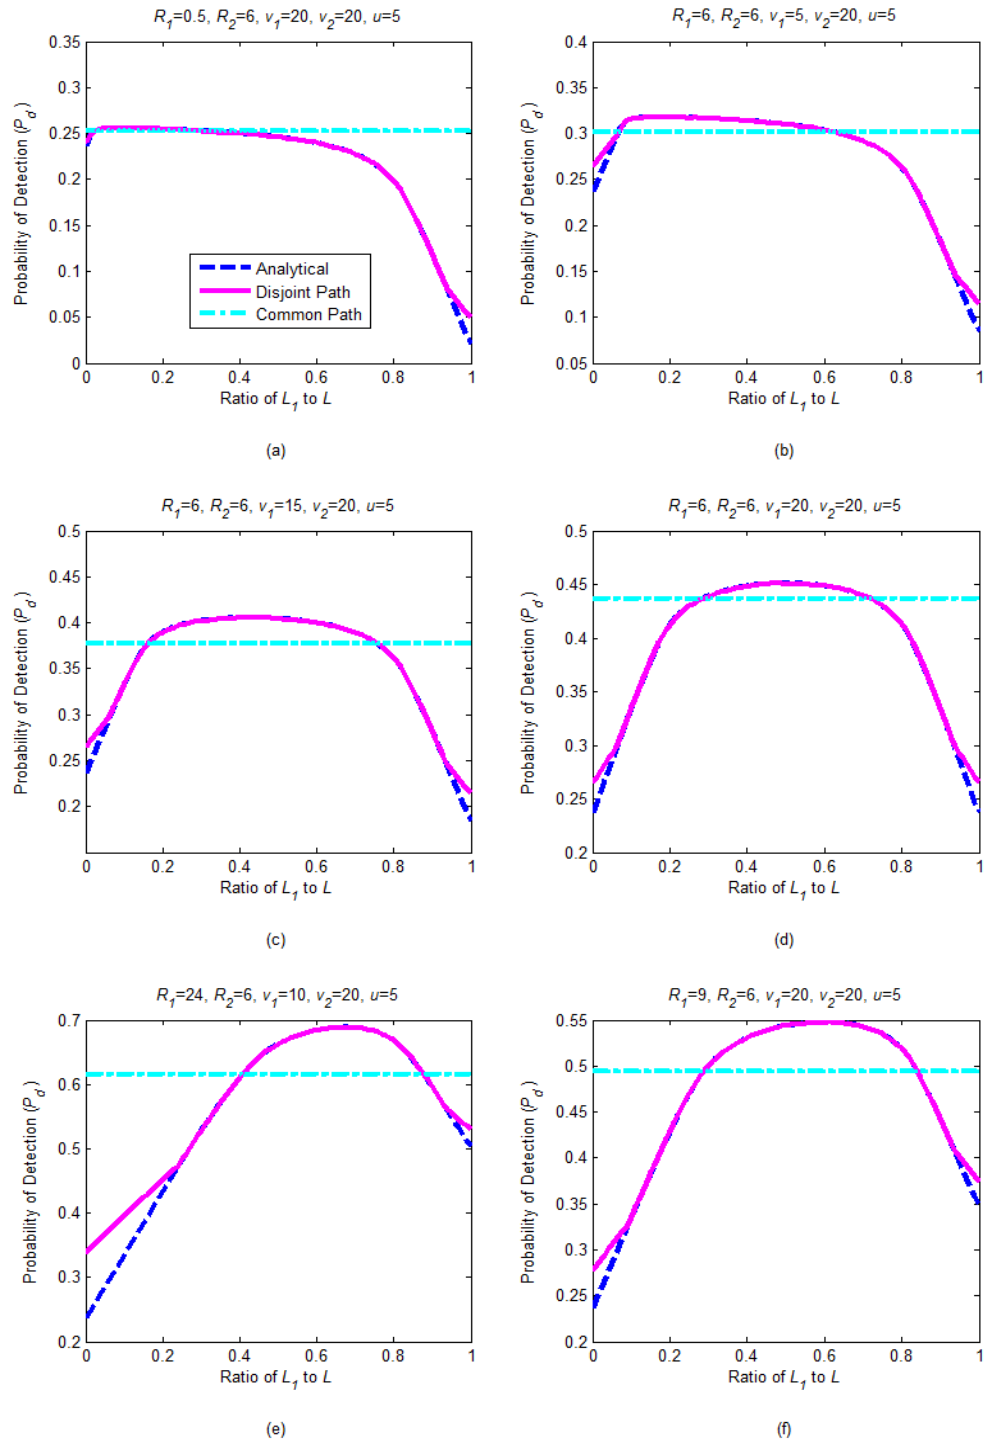 R1=0.5, R2=6, v1=20, v2=20, u=5
0.35
0.3
0.25
0.2
0.15
0.1
0.05
0
Probability of Detection (Pd)
Analytical
Disjoint Path
Common Path
0 0.2 0.4 0.6 0.8 1
Ratio of L1 to L
(a)
R1=6, R2=6, v1=5, v2=20, u=5
0.4
0.35
0.3
0.25
0.2
0.15
0.1
0.05
Probability of Detection (Pd)
0 0.2 0.4 0.6 0.8 1
Ratio of L1 to L
(b)
R1=6, R2=6, v1=15, v2=20, u=5
0.5
0.45
0.4
0.35
0.3
0.25
0.2
Probability of Detection (Pd)
0 0.2 0.4 0.6 0.8 1
Ratio of L1 to L
(c)
R1=6, R2=6, v1=20, v2=20, u=5
0.5
0.45
0.4
0.35
0.3
0.25
0.2
Probability of Detection (Pd)
0 0.2 0.4 0.6 0.8 1
Ratio of L1 to L
(d)
R1=24, R2=6, v1=10, v2=20, u=5
0.7
0.6
0.5
0.4
0.3
0.2
Probability of Detection (Pd)
0 0.2 0.4 0.6 0.8 1
Ratio of L1 to L
(e)
R1=9, R2=6, v1=20, v2=20, u=5
0.55
0.5
0.45
0.4
0.35
0.3
0.25
0.2
Probability of Detection (Pd)
0 0.2 0.4 0.6 0.8 1
Ratio of L1 to L
(f)